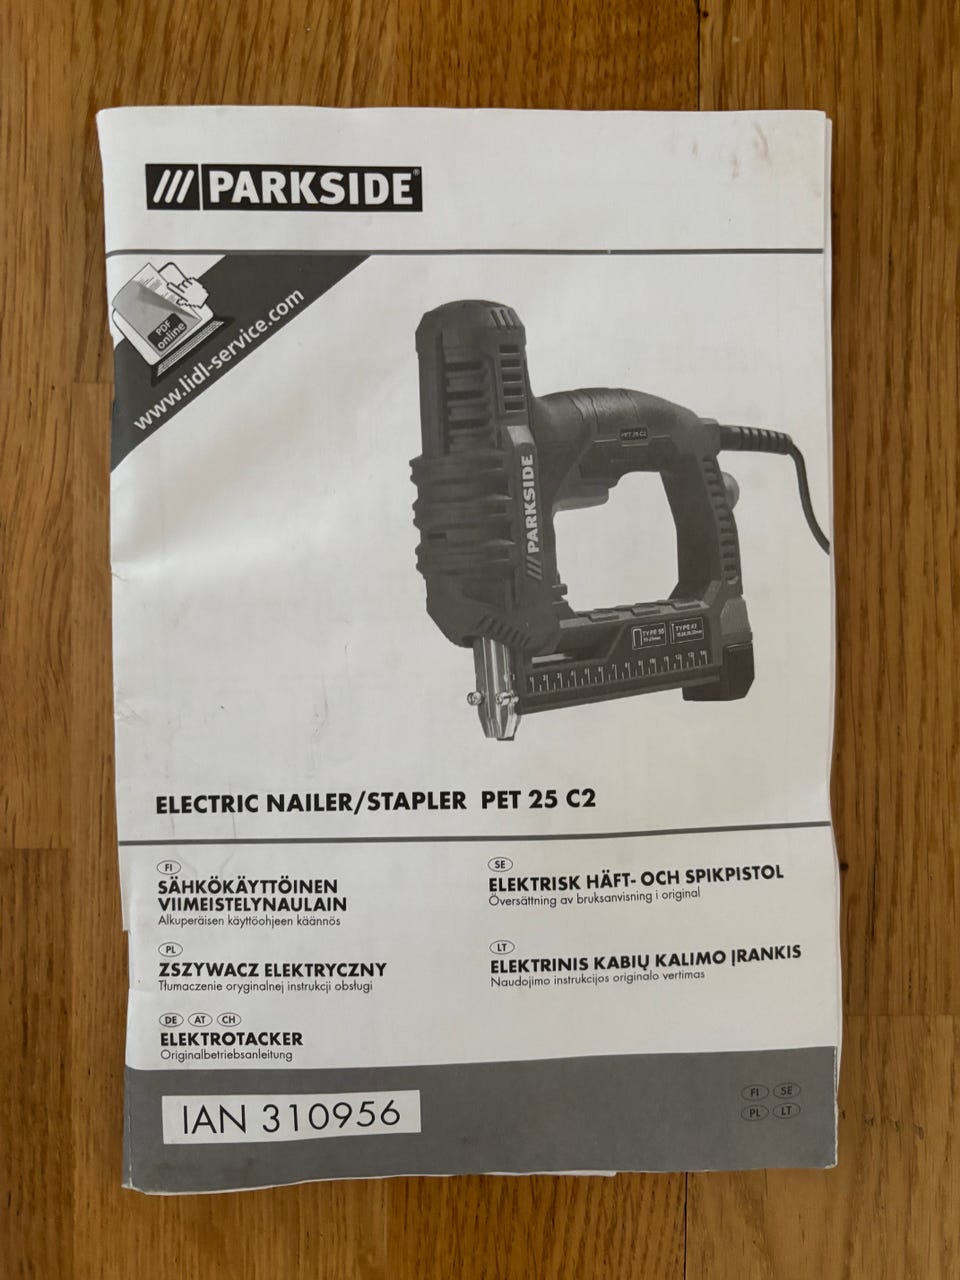 /// PARKSIDE®
PDF
online
www.lidl-service.com
PET 25 C2
/// PARKSIDE
TYPE 55
TYPE 47
ELECTRIC NAILER/STAPLER PET 25 C2
FI
SÄHKÖKÄYTTÖINEN
VIIMEISTELYNAULAIN
Alkuperäisen käyttöohjeen käännös
SE
ELEKTRISK HÄFT- OCH SPIKPISTOL
Översättning av bruksanvisning i original
PL
ZSZYWACZ ELEKTRYCZNY
Tłumaczenie oryginalnej instrukcji obsługi
LT
ELEKTRINIS KABIŲ KALIMO ĮRANKIS
Naudojimo instrukcijos originalo vertimas
DE AT CH
ELEKTROTACKER
Originalbetriebsanleitung
IAN 310956
FI SE
PL LT